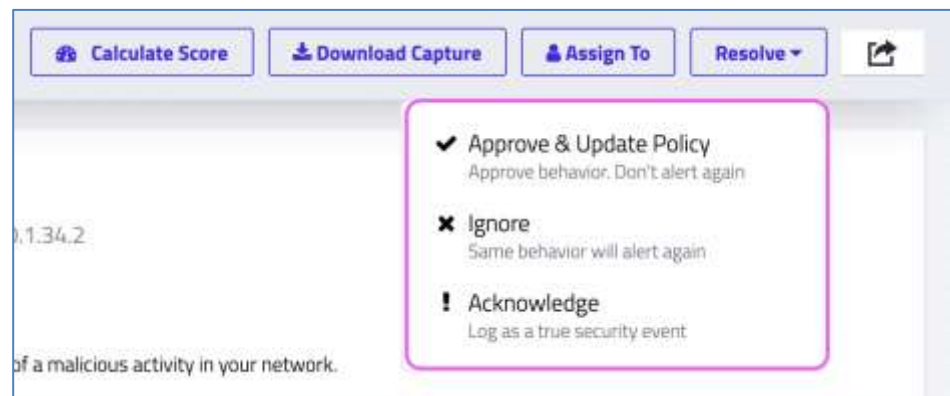 Calculate Score
Download Capture
Assign To
Resolve
Approve & Update Policy
Approve behavior. Don't alert again
.1.34.2
Ignore
Same behavior will alert again
Acknowledge
Log as a true security event
of a malicious activity in your network.